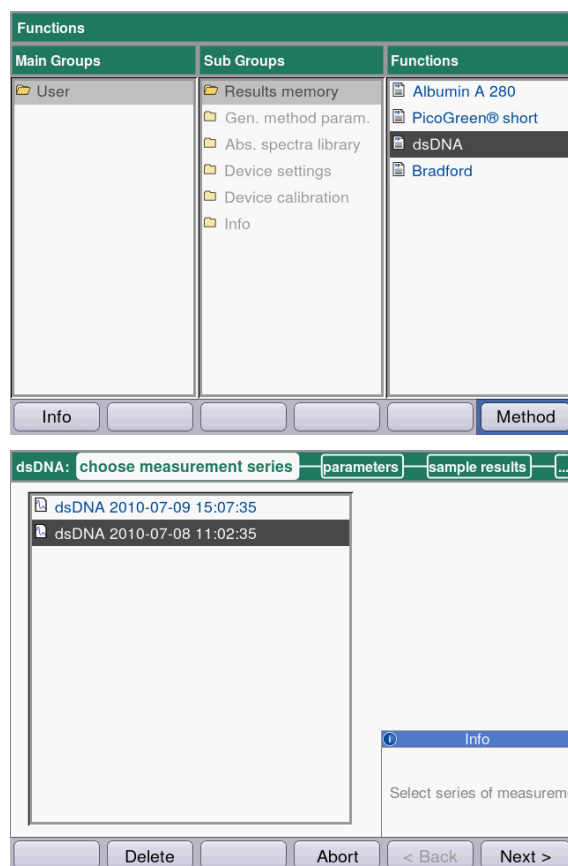 Functions
Main Groups
Sub Groups
Functions
User
Results memory
Gen. method param.
Abs. spectra library
Device settings
Device calibration
Info
Albumin A 280
PicoGreen® short
dsDNA
Bradford
Info
Method
dsDNA: choose measurement series parameters sample results ...
dsDNA 2010-07-09 15:07:35
dsDNA 2010-07-08 11:02:35
Info
Select series of measurem
Delete
Abort
< Back
Next >